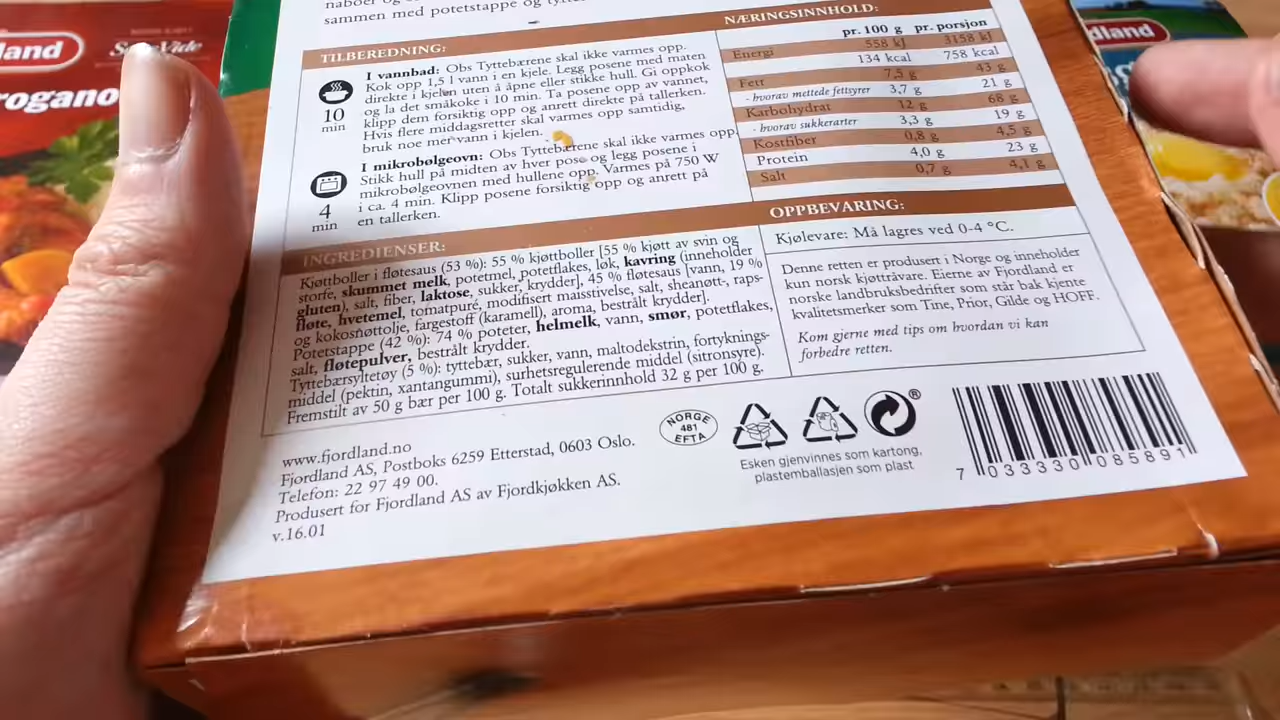 naboer og
sammen med potetstappe og
TILBEREDNING:
10
min
I vannbad: Obs Tyttebærene skal ikke varmes opp.
Kok opp 1,5 l vann i en kjele. Legg posene med maten
direkte i kjelen uten å åpne eller stikke hull. Gi oppkok
og la det småkoke i 10 min. Ta posene opp av vannet,
klipp dem forsiktig opp og anrett direkte på tallerken.
Hvis flere middagsretter skal varmes opp samtidig,
bruk noe mer vann i kjelen.
4
min
I mikrobølgeovn: Obs Tyttebærene skal ikke varmes opp.
Stikk hull på midten av hver pose og legg posene i
mikrobølgeovnen med hullene opp. Varmes på 750 W
i ca. 4 min. Klipp posene forsiktig opp og anrett på
en tallerken.
NÆRINGSINNHOLD:
pr. 100 g pr. porsjon
Energi 558 kJ 3158 kJ
134 kcal 758 kcal
Fett 7,5 g 43 g
- hvorav mettede fettsyrer 3,7 g 21 g
Karbohydrat 12 g 68 g
- hvorav sukkerarter 3,3 g 19 g
Kostfiber 0,8 g 4,5 g
Protein 4,0 g 23 g
Salt 0,7 g 4,1 g
INGREDIENSER:
Kjøttboller i fløtesaus (53 %): 55 % kjøttboller [55 % kjøtt av svin og
storfe, skummet melk, potetmel, potetflakes, løk, kavring (inneholder
gluten), salt, fiber, laktose, sukker, krydder], 45 % fløtesaus [vann, 19 %
fløte, hvetemel, tomatpuré, modifisert maisstivelse, salt, sheanøtt-, raps-
og kokosnøttolje, fargestoff (karamell), aroma, bestrålt krydder].
Potetstappe (42 %): 74 % poteter, helmelk, vann, smør, potetflakes,
salt, fløtepulver, bestrålt krydder.
Tyttebærsyltetøy (5 %): tyttebær, sukker, vann, maltodekstrin, fortyknings-
middel (pektin, xantangummi), surhetsregulerende middel (sitronsyre).
Fremstilt av 50 g bær per 100 g. Totalt sukkerinnhold 32 g per 100 g.
OPPBEVARING:
Kjølevare: Må lagres ved 0-4 °C.
Denne retten er produsert i Norge og inneholder
kun norsk kjøttråvare. Eierne av Fjordland er
norske landbruksbedrifter som står bak kjente
kvalitetsmerker som Tine, Prior, Gilde og HOFF.
Kom gjerne med tips om hvordan vi kan
forbedre retten.
www.fjordland.no
Fjordland AS, Postboks 6259 Etterstad, 0603 Oslo.
Telefon: 22 97 49 00.
Produsert for Fjordland AS av Fjordkjøkken AS.
v.16.01
NORGE
481
EFTA
®
Esken gjenvinnes som kartong,
plastemballasjen som plast
7 033330 085891
land
Sous Vide
rogano
dland